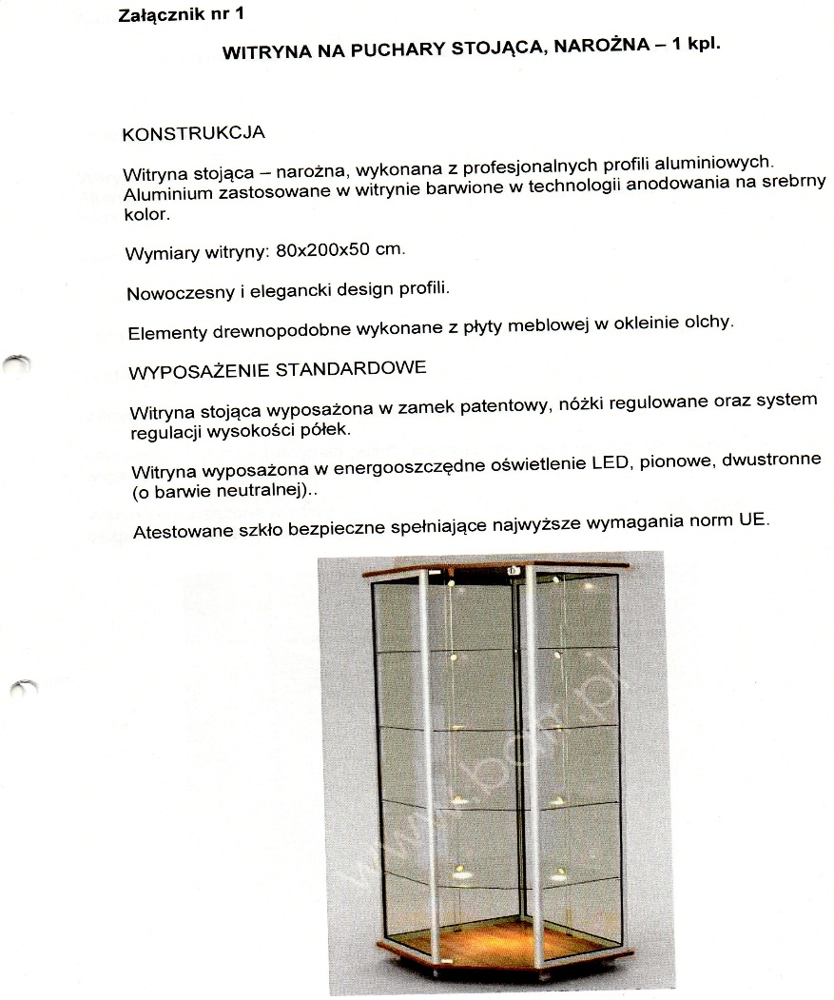 Załącznik nr 1
WITRYNA NA PUCHARY STOJĄCA, NAROŻNA – 1 kpl.
KONSTRUKCJA
Witryna stojąca – narożna, wykonana z profesjonalnych profili aluminiowych.
Aluminium zastosowane w witrynie barwione w technologii anodowania na srebrny
kolor.
Wymiary witryny: 80x200x50 cm.
Nowoczesny i elegancki design profili.
Elementy drewnopodobne wykonane z płyty meblowej w okleinie olchy.
WYPOSAŻENIE STANDARDOWE
Witryna stojąca wyposażona w zamek patentowy, nóżki regulowane oraz system
regulacji wysokości półek.
Witryna wyposażona w energooszczędne oświetlenie LED, pionowe, dwustronne
(o barwie neutralnej)..
Atestowane szkło bezpieczne spełniające najwyższe wymagania norm UE.